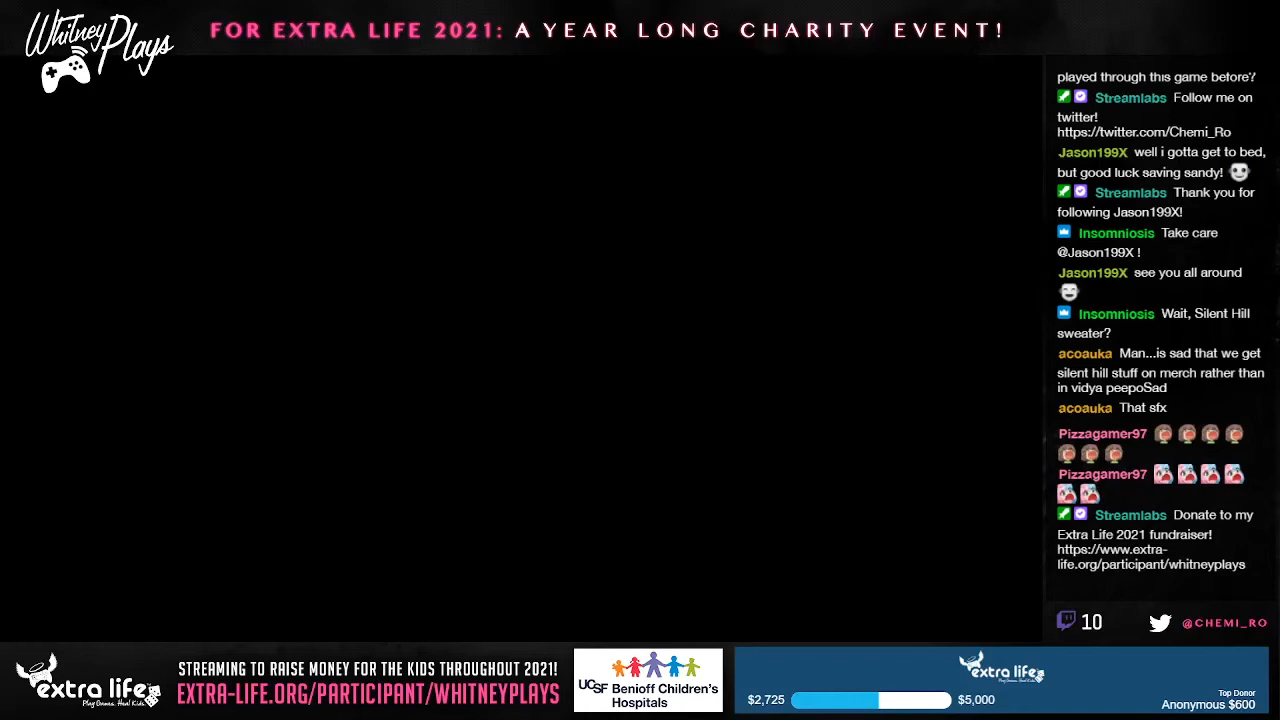 Whitney Plays
FOR EXTRA LIFE 2021: A YEAR LONG CHARITY EVENT!
played through this game before?
Streamlabs Follow me on
twitter!
https://twitter.com/Chemi_Ro
Jason199X well i gotta get to bed,
but good luck saving sandy!
Streamlabs Thank you for
following Jason199X!
Insomniosis Take care
@Jason199X !
Jason199X see you all around
Insomniosis Wait, Silent Hill
sweater?
acoauka Man...is sad that we get
silent hill stuff on merch rather than
in vidya peepoSad
acoauka That sfx
Pizzagamer97
Pizzagamer97
Streamlabs Donate to my
Extra Life 2021 fundraiser!
https://www.extra-
life.org/participant/whitneyplays
10 @CHEMI_RO
extra life
Play Games. Heal Kids.
STREAMING TO RAISE MONEY FOR THE KIDS THROUGHOUT 2021!
EXTRA-LIFE.ORG/PARTICIPANT/WHITNEYPLAYS
UCSF Benioff Children's
Hospitals
extra life
$2,725 $5,000
Top Donor
Anonymous $600